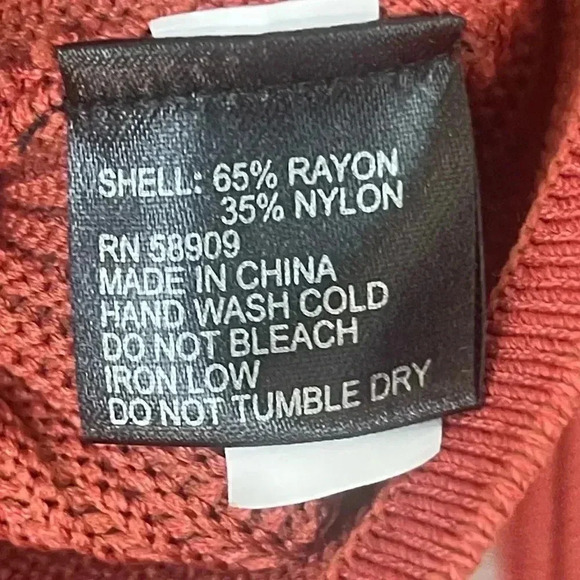 SHELL: 65% RAYON
35% NYLON
RN 58909
MADE IN CHINA
HAND WASH COLD
DO NOT BLEACH
IRON LOW
DO NOT TUMBLE DRY